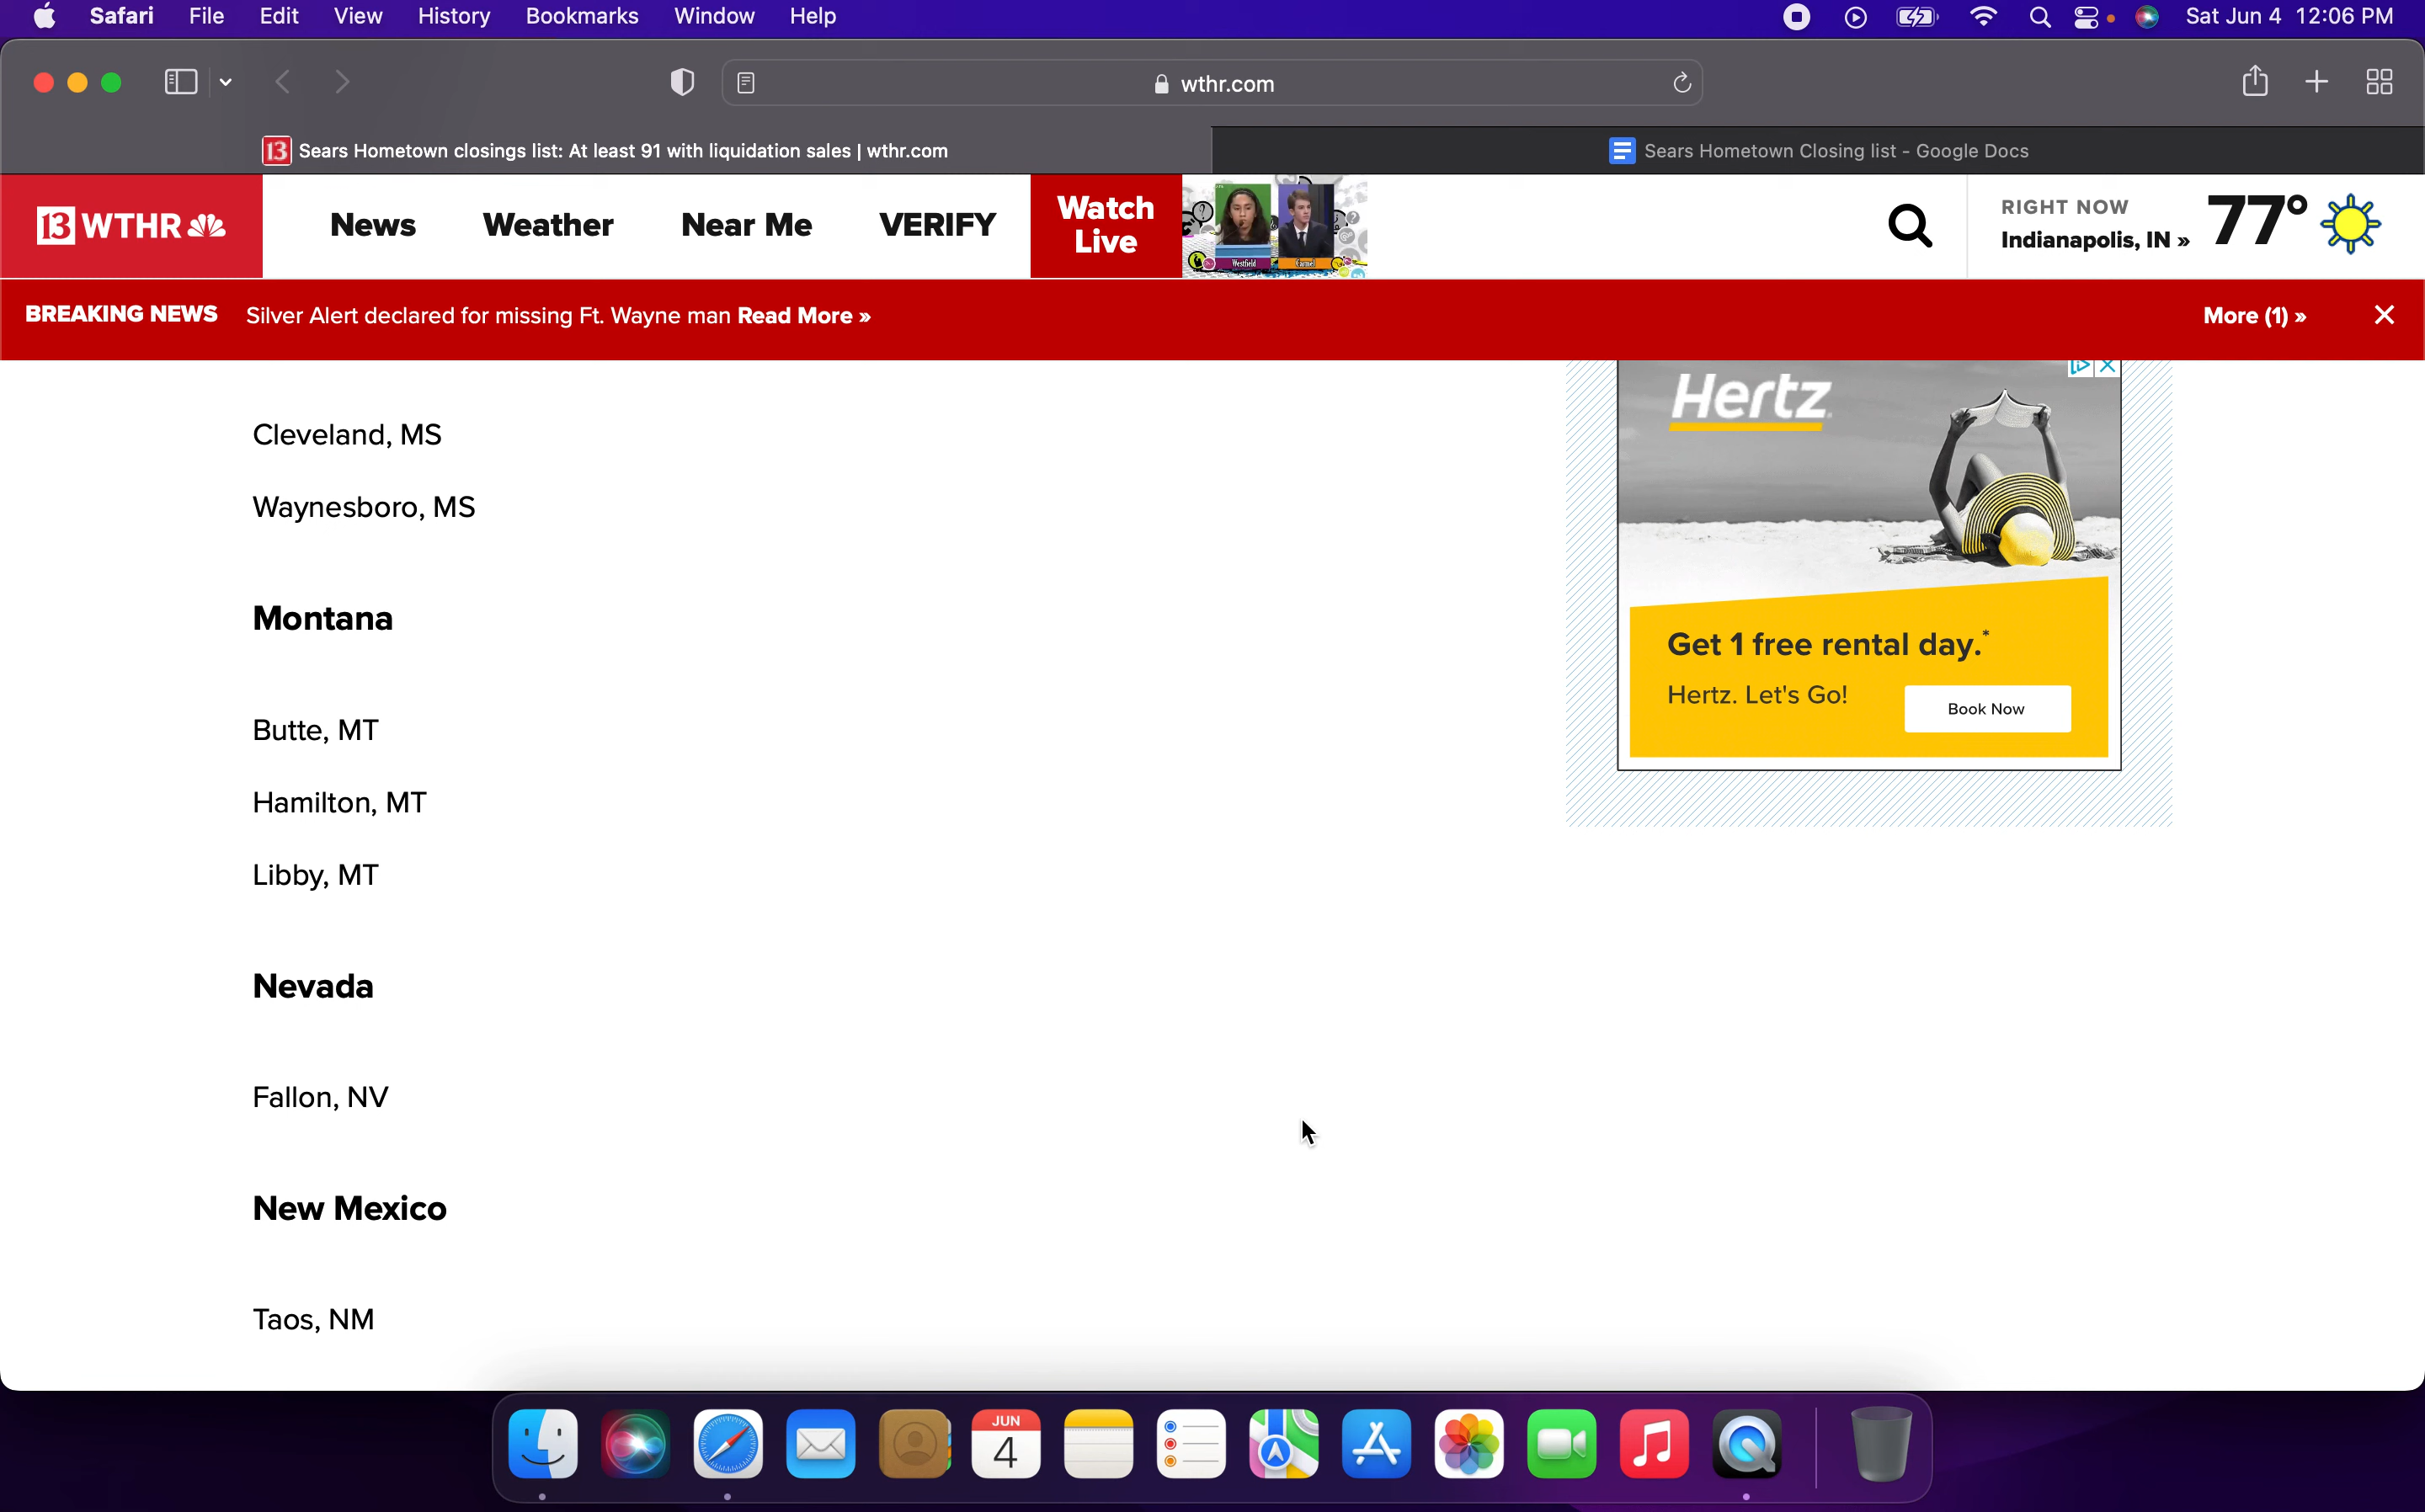 Safari File Edit View History Bookmarks Window Help Sat Jun 4 12:06 PM
wthr.com
13 Sears Hometown closings list: At least 91 with liquidation sales | wthr.com
Sears Hometown Closing list - Google Docs
13 WTHR
News Weather Near Me VERIFY
Watch
Live
Westfield Carmel
RIGHT NOW
Indianapolis, IN »
77°
BREAKING NEWS Silver Alert declared for missing Ft. Wayne man Read More » More (1) »
Cleveland, MS
Waynesboro, MS
Montana
Butte, MT
Hamilton, MT
Libby, MT
Nevada
Fallon, NV
New Mexico
Taos, NM
Hertz.
Get 1 free rental day.*
Hertz. Let's Go!
Book Now
JUN
4